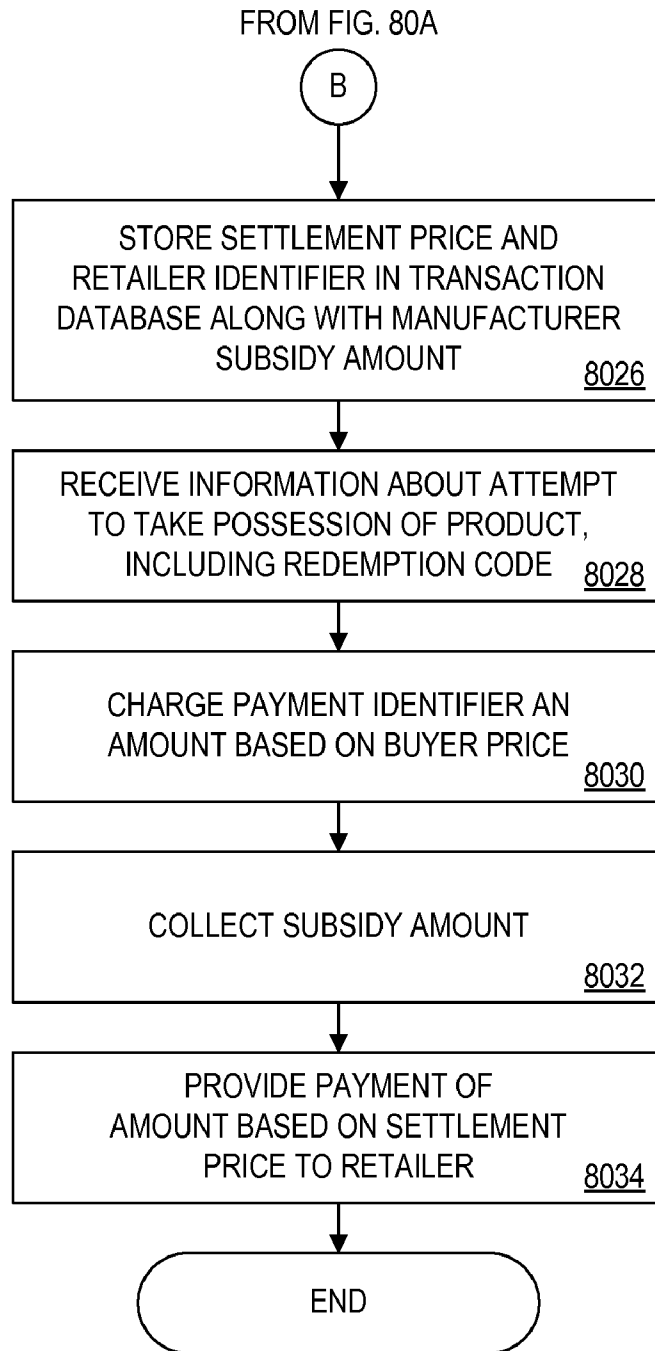 FROM FIG. 80A
B
STORE SETTLEMENT PRICE AND
RETAILER IDENTIFIER IN TRANSACTION
DATABASE ALONG WITH MANUFACTURER
SUBSIDY AMOUNT
8026
RECEIVE INFORMATION ABOUT ATTEMPT
TO TAKE POSSESSION OF PRODUCT,
INCLUDING REDEMPTION CODE
8028
CHARGE PAYMENT IDENTIFIER AN
AMOUNT BASED ON BUYER PRICE
8030
COLLECT SUBSIDY AMOUNT
8032
PROVIDE PAYMENT OF
AMOUNT BASED ON SETTLEMENT
PRICE TO RETAILER
8034
END